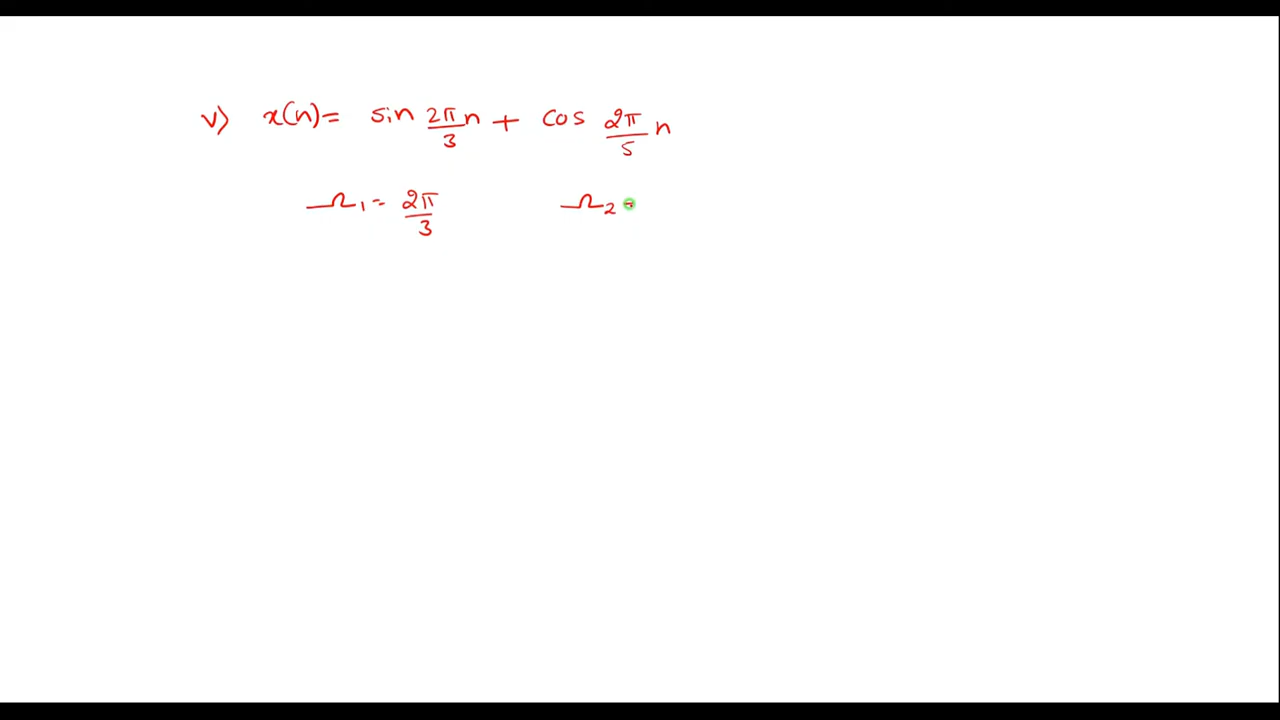 v) x(n)= sin 2π/3 n + cos 2π/5 n
Ω1 = 2π/3 Ω2 =